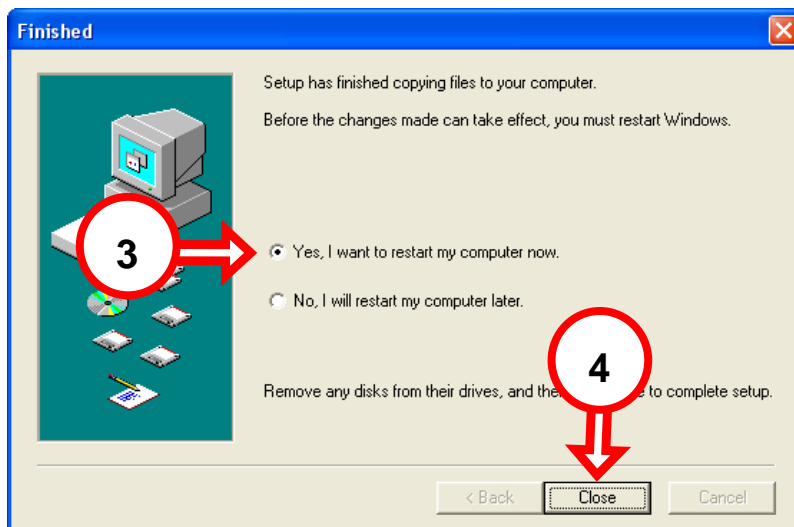 Finished
Setup has finished copying files to your computer.
Before the changes made can take effect, you must restart Windows.
3
Yes, I want to restart my computer now.
No, I will restart my computer later.
4
Remove any disks from their drives, and to complete setup.
< Back
Close
Cancel